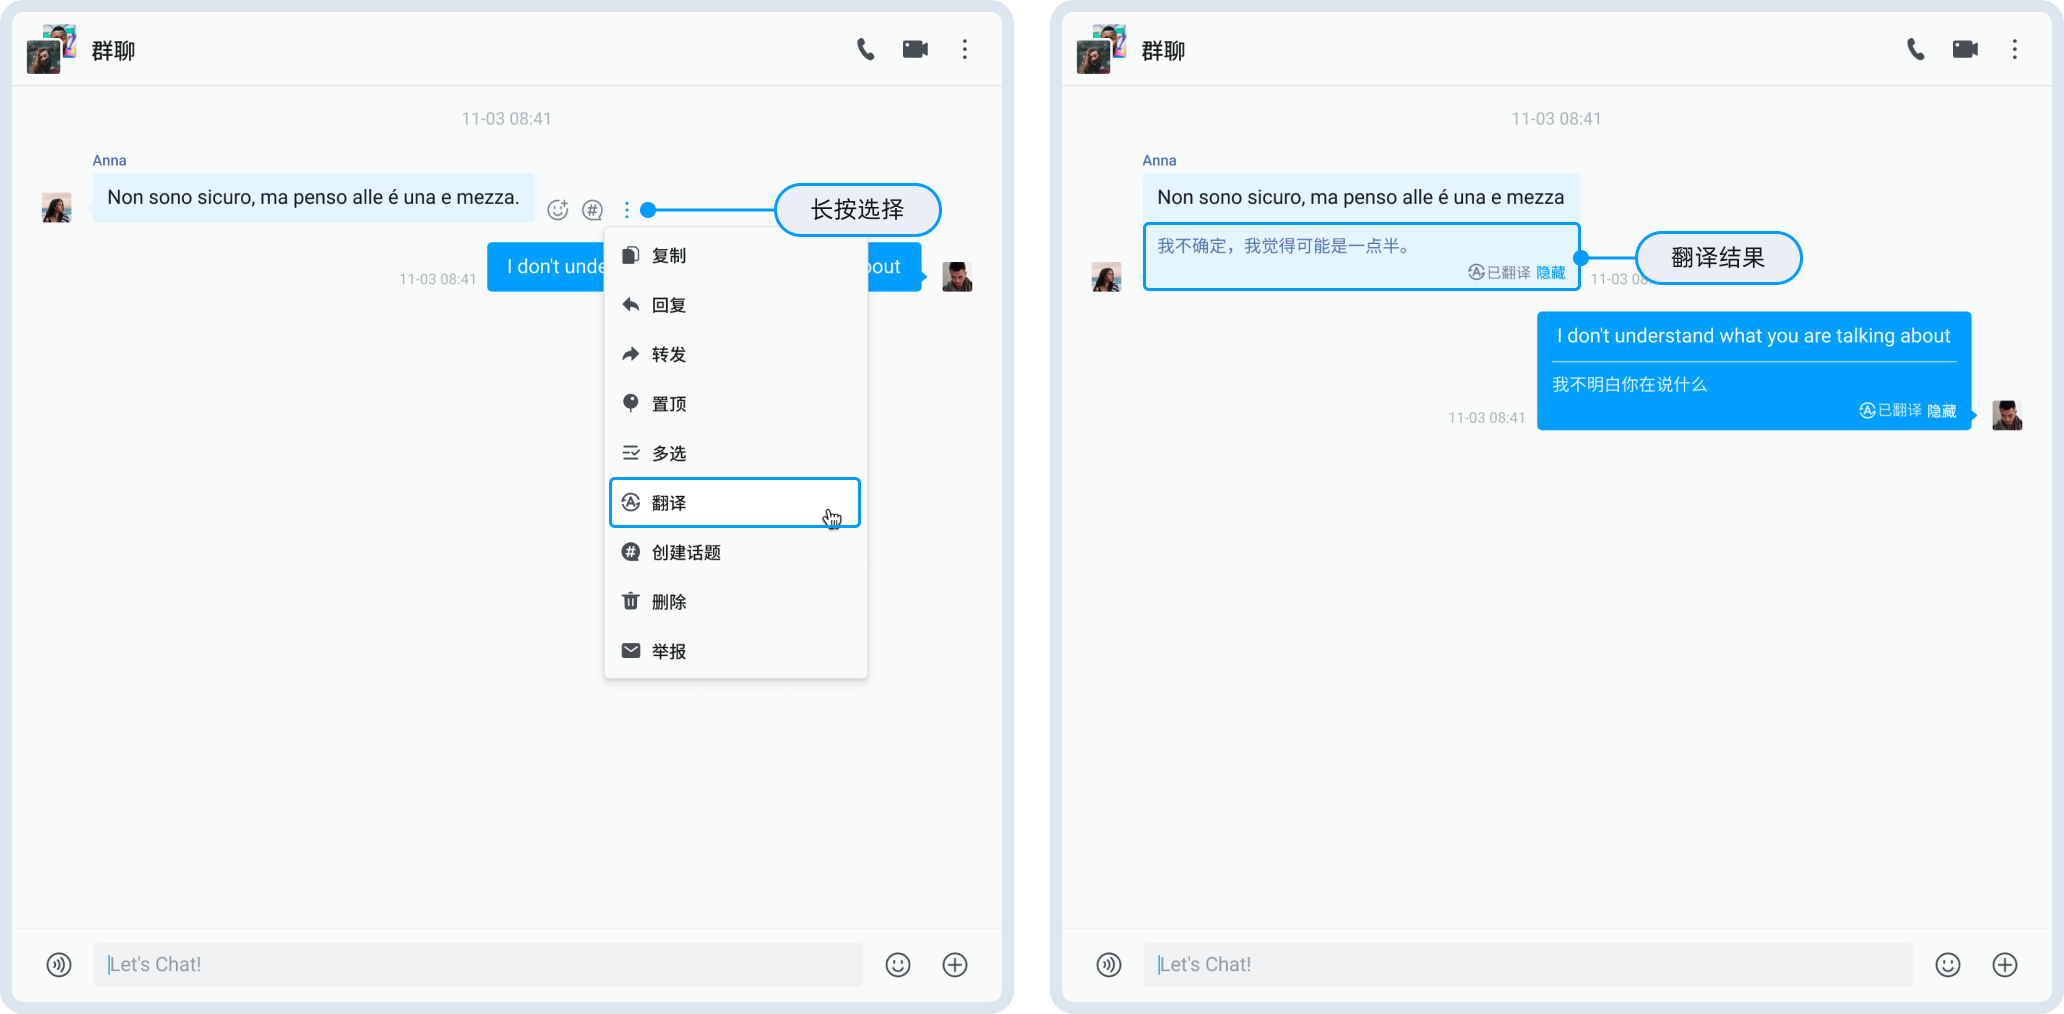 群聊
11-03 08:41
Anna
Non sono sicuro, ma penso alle é una e mezza.
长按选择
I don't unde
bout
11-03 08:41
复制
回复
转发
置顶
多选
翻译
创建话题
删除
举报
Let's Chat!
群聊
11-03 08:41
Anna
Non sono sicuro, ma penso alle é una e mezza
我不确定，我觉得可能是一点半。
已翻译 隐藏
翻译结果
11-03 08
I don't understand what you are talking about
我不明白你在说什么
已翻译 隐藏
11-03 08:41
Let's Chat!